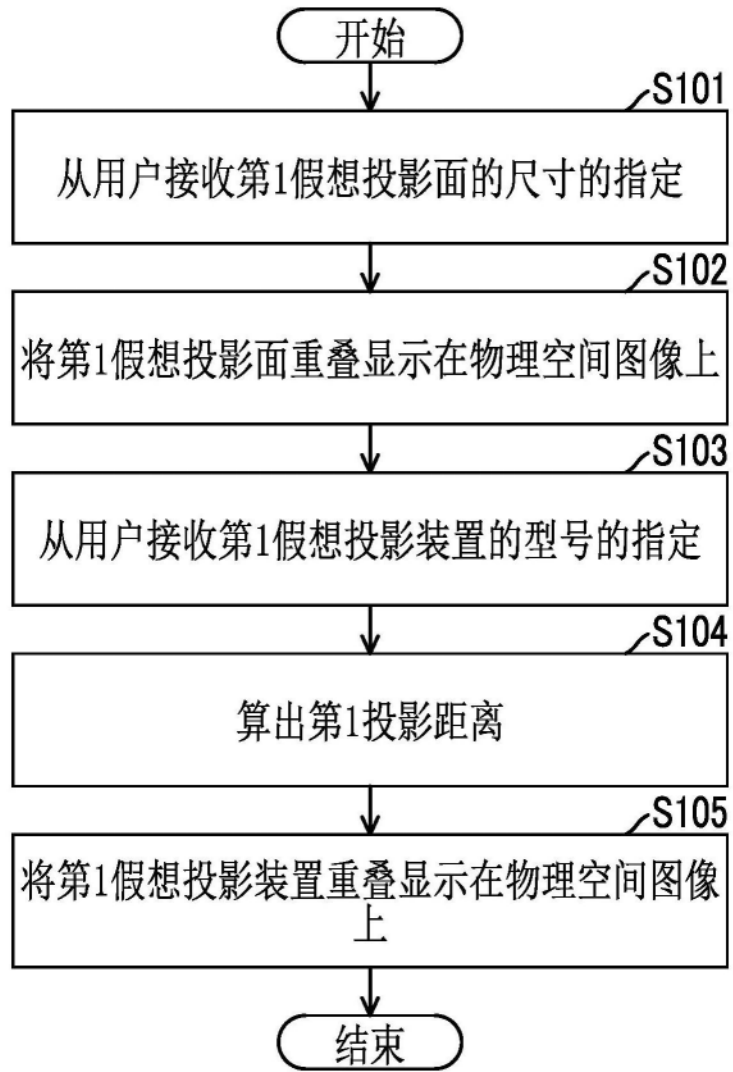 开始
S101
从用户接收第1假想投影面的尺寸的指定
S102
将第1假想投影面重叠显示在物理空间图像上
S103
从用户接收第1假想投影装置的型号的指定
S104
算出第1投影距离
S105
将第1假想投影装置重叠显示在物理空间图像
上
结束